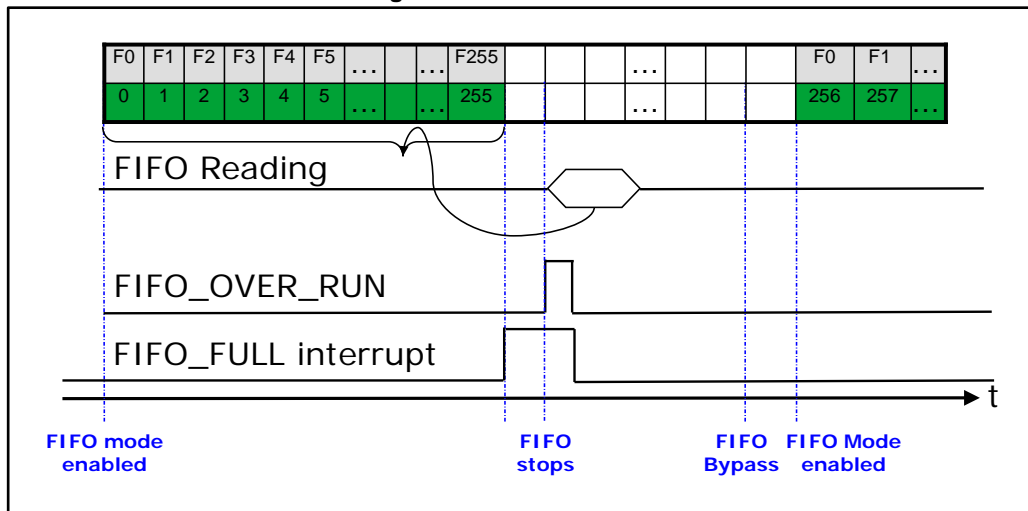 F0 F1 F2 F3 F4 F5 ... ... F255 ... F0 F1 ...
0 1 2 3 4 5 ... ... 255 ... 256 257 ...
FIFO Reading
FIFO_OVER_RUN
FIFO_FULL interrupt
t
FIFO mode
enabled
FIFO
stops
FIFO
Bypass
FIFO Mode
enabled